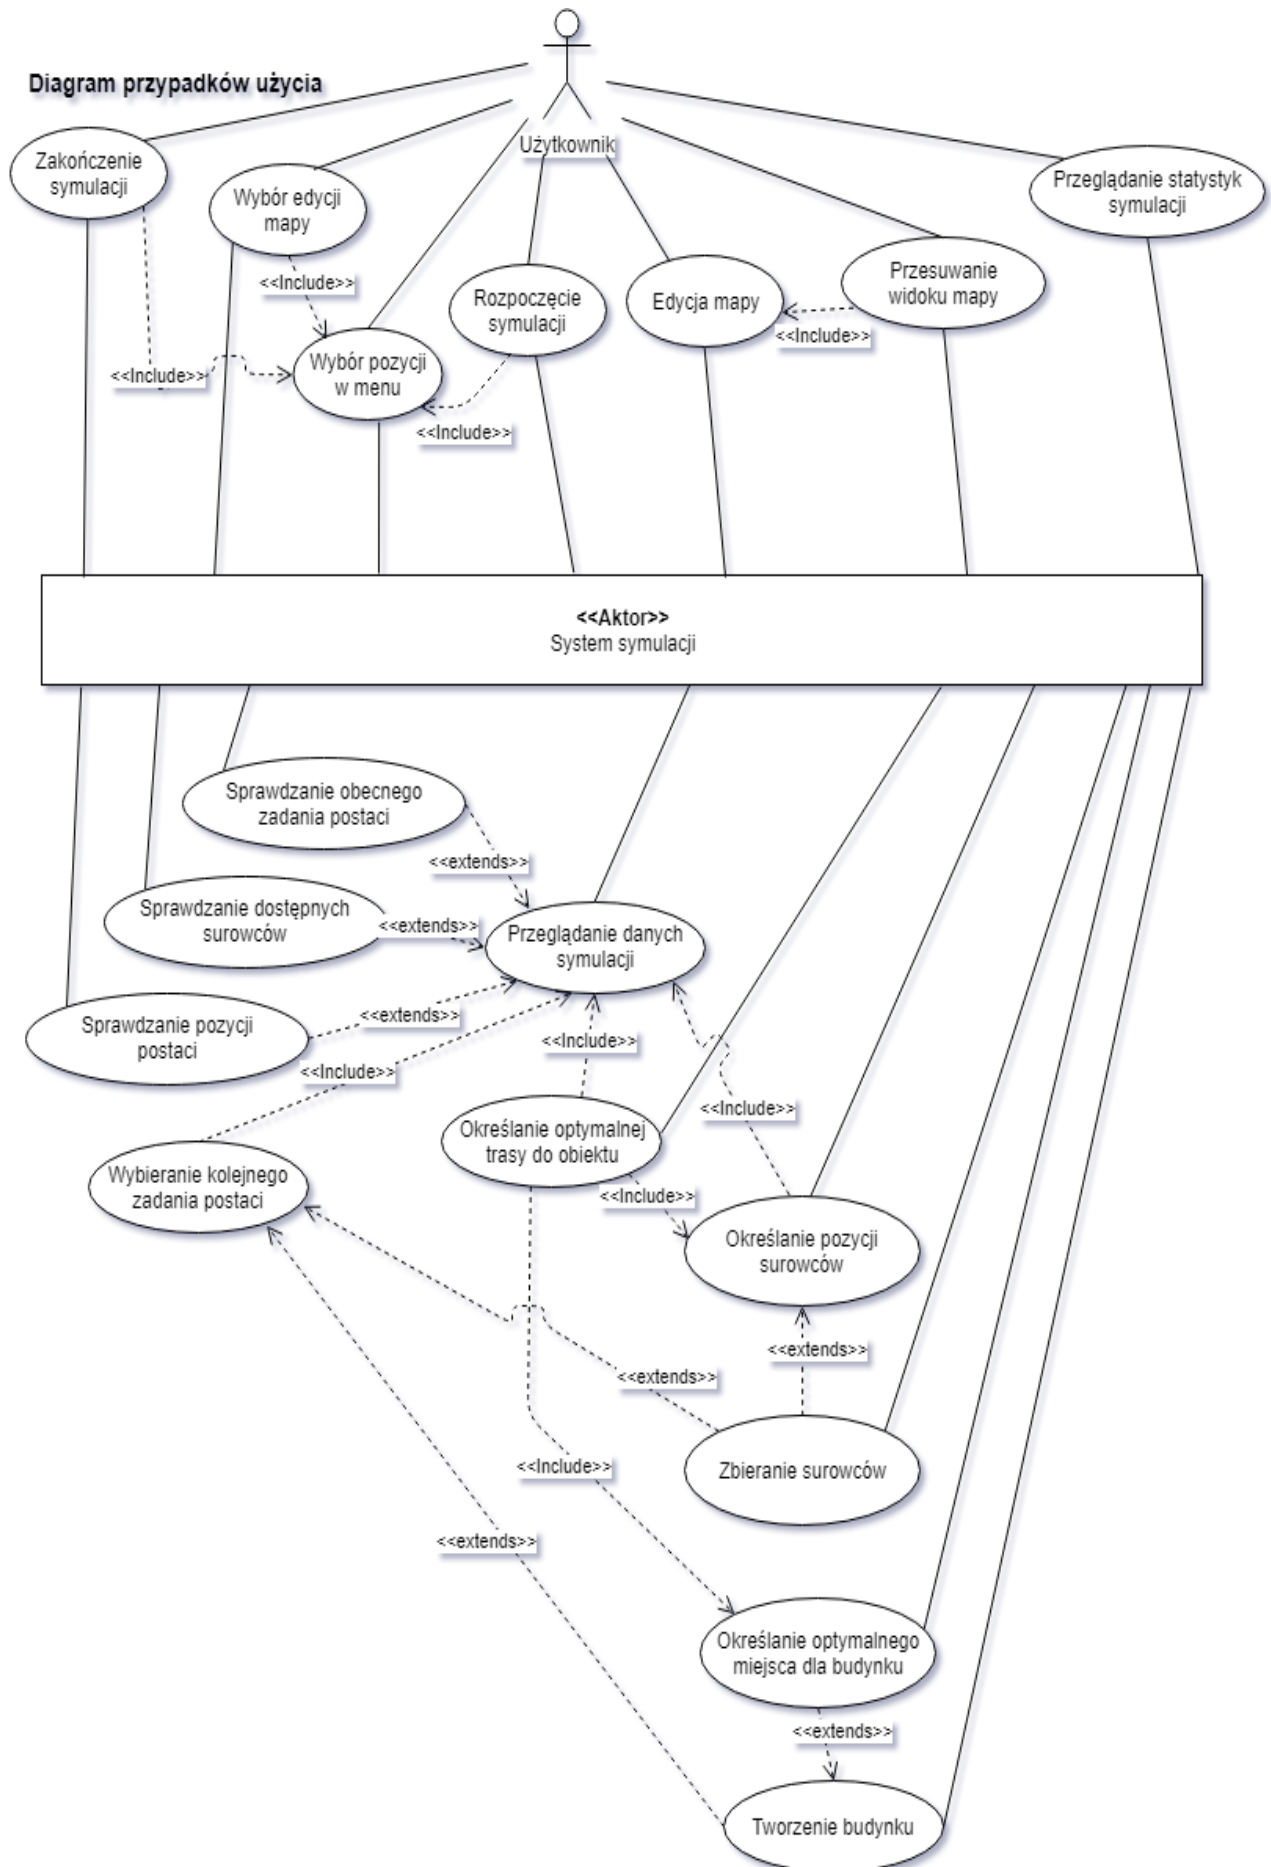 Diagram przypadków użycia
Użytkownik
Zakończenie
symulacji
Wybór edycji
mapy
Przeglądanie statystyk
symulacji
<<Include>>
Rozpoczęcie
symulacji
Edycja mapy
Przesuwanie
widoku mapy
<<Include>>
<<Include>>
Wybór pozycji
w menu
<<Include>>
<<Aktor>>
System symulacji
Sprawdzanie obecnego
zadania postaci
<<extends>>
Sprawdzanie dostępnych
surowców
<<extends>>
Przeglądanie danych
symulacji
Sprawdzanie pozycji
postaci
<<extends>>
<<Include>>
<<Include>>
<<Include>>
Określanie optymalnej
trasy do obiektu
Wybieranie kolejnego
zadania postaci
<<Include>>
Określanie pozycji
surowców
<<extends>>
<<extends>>
Zbieranie surowców
<<Include>>
<<extends>>
Określanie optymalnego
miejsca dla budynku
<<extends>>
Tworzenie budynku